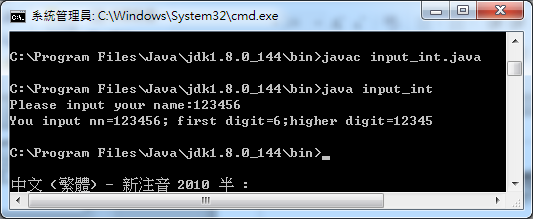 系統管理員: C:\Windows\System32\cmd.exe
C:\Program Files\Java\jdk1.8.0_144\bin>javac input_int.java
C:\Program Files\Java\jdk1.8.0_144\bin>java input_int
Please input your name:123456
You input nn=123456; first digit=6;higher digit=12345
C:\Program Files\Java\jdk1.8.0_144\bin>_
中文 (繁體) - 新注音 2010 半 :